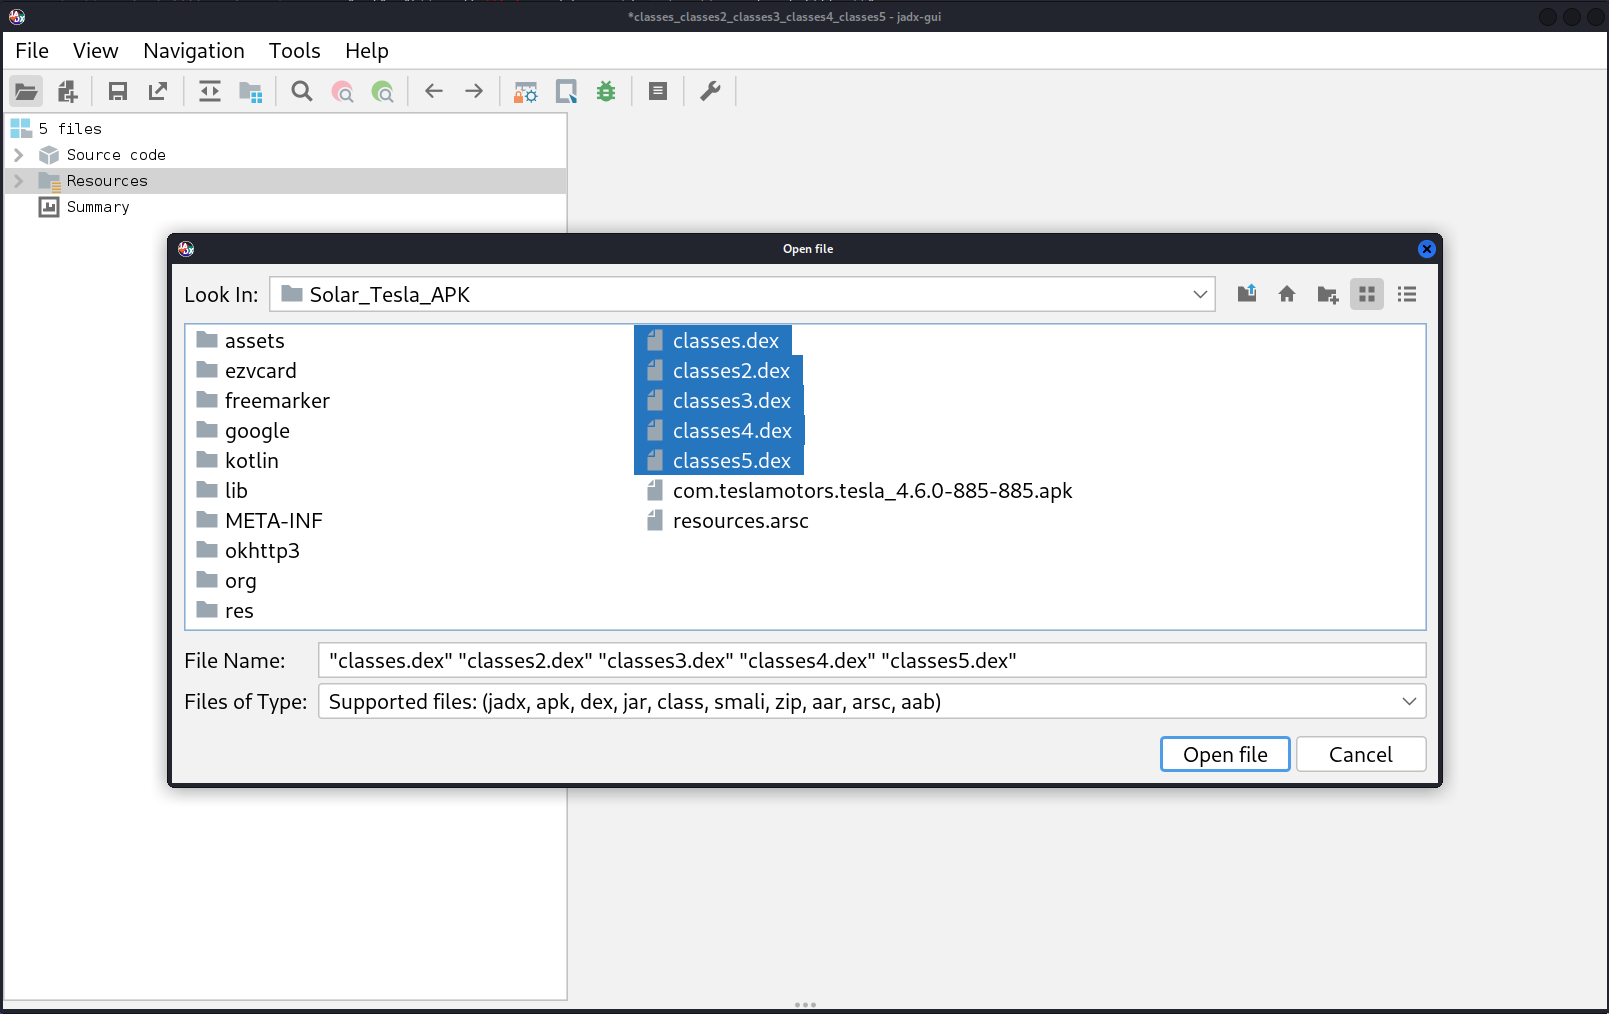 *classes_classes2_classes3_classes4_classes5 - jadx-gui
File View Navigation Tools Help
5 files
Source code
Resources
Summary
Open file
Look In: Solar_Tesla_APK
assets
ezvcard
freemarker
google
kotlin
lib
META-INF
okhttp3
org
res
classes.dex
classes2.dex
classes3.dex
classes4.dex
classes5.dex
com.teslamotors.tesla_4.6.0-885-885.apk
resources.arsc
File Name: "classes.dex" "classes2.dex" "classes3.dex" "classes4.dex" "classes5.dex"
Files of Type: Supported files: (jadx, apk, dex, jar, class, smali, zip, aar, arsc, aab)
Open file Cancel